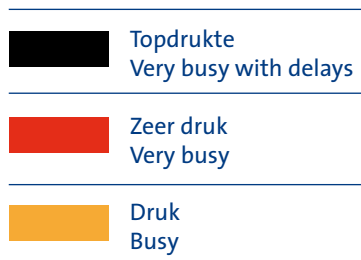 Topdrukte
Very busy with delays
Zeer druk
Very busy
Druk
Busy